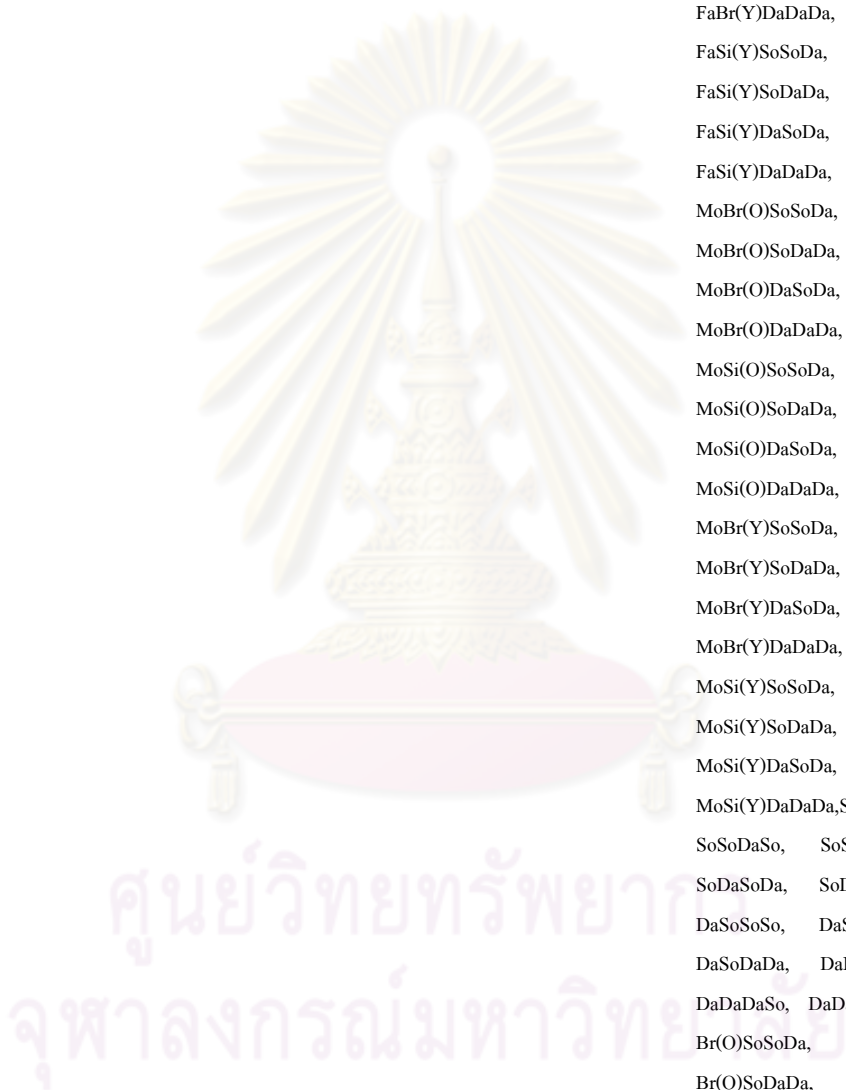 FaBr(Y)DaDaDa,
FaSi(Y)SoSoDa,
FaSi(Y)SoDaDa,
FaSi(Y)DaSoDa,
FaSi(Y)DaDaDa,
MoBr(O)SoSoDa,
MoBr(O)SoDaDa,
MoBr(O)DaSoDa,
MoBr(O)DaDaDa,
MoSi(O)SoSoDa,
MoSi(O)SoDaDa,
MoSi(O)DaSoDa,
MoSi(O)DaDaDa,
MoBr(Y)SoSoDa,
MoBr(Y)SoDaDa,
MoBr(Y)DaSoDa,
MoBr(Y)DaDaDa,
MoSi(Y)SoSoDa,
MoSi(Y)SoDaDa,
MoSi(Y)DaSoDa,
MoSi(Y)DaDaDa,
SoSoDaSo,
SoDaSoDa,
DaSoSoSo,
DaSoDaDa,
DaDaDaSo,
Br(O)SoSoDa,
Br(O)SoDaDa,
ศูนย์วิทยทรัพยากร
จุฬาลงกรณ์มหาวิทยาลัย